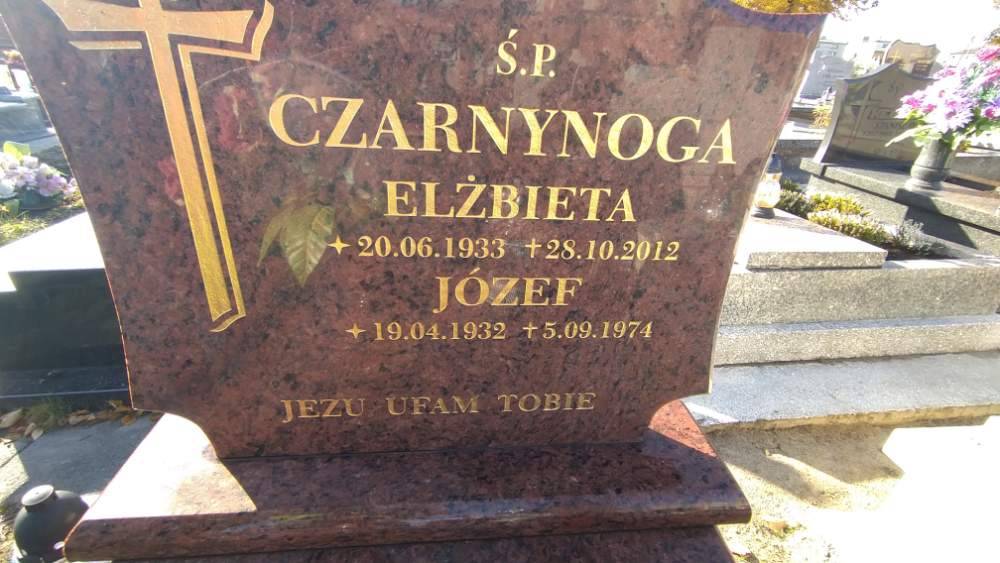 Ś.P.
CZARNYNOGA
ELŻBIETA
20.06.1933 +28.10.2012
JÓZEF
19.04.1932 +5.09.1974
JEZU UFAM TOBIE